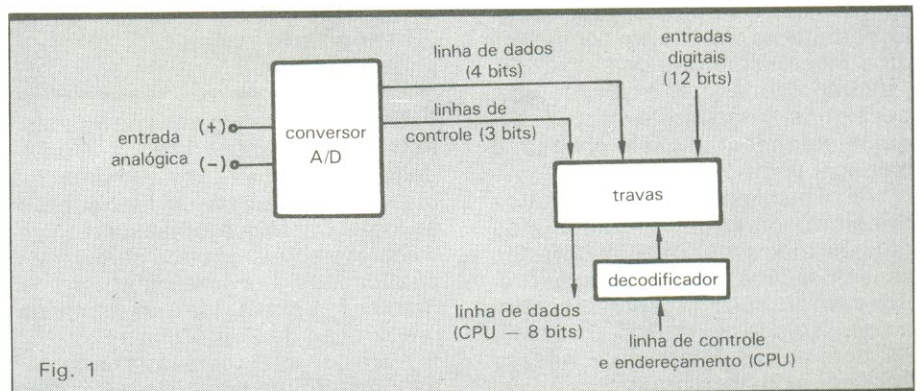 linha de dados
(4 bits)
entradas
digitais
(12 bits)
linhas de
controle (3 bits)
entrada
analógica
(+)
(−)
conversor
A/D
travas
decodificador
linha de dados
(CPU — 8 bits)
linha de controle
e endereçamento (CPU)
Fig. 1